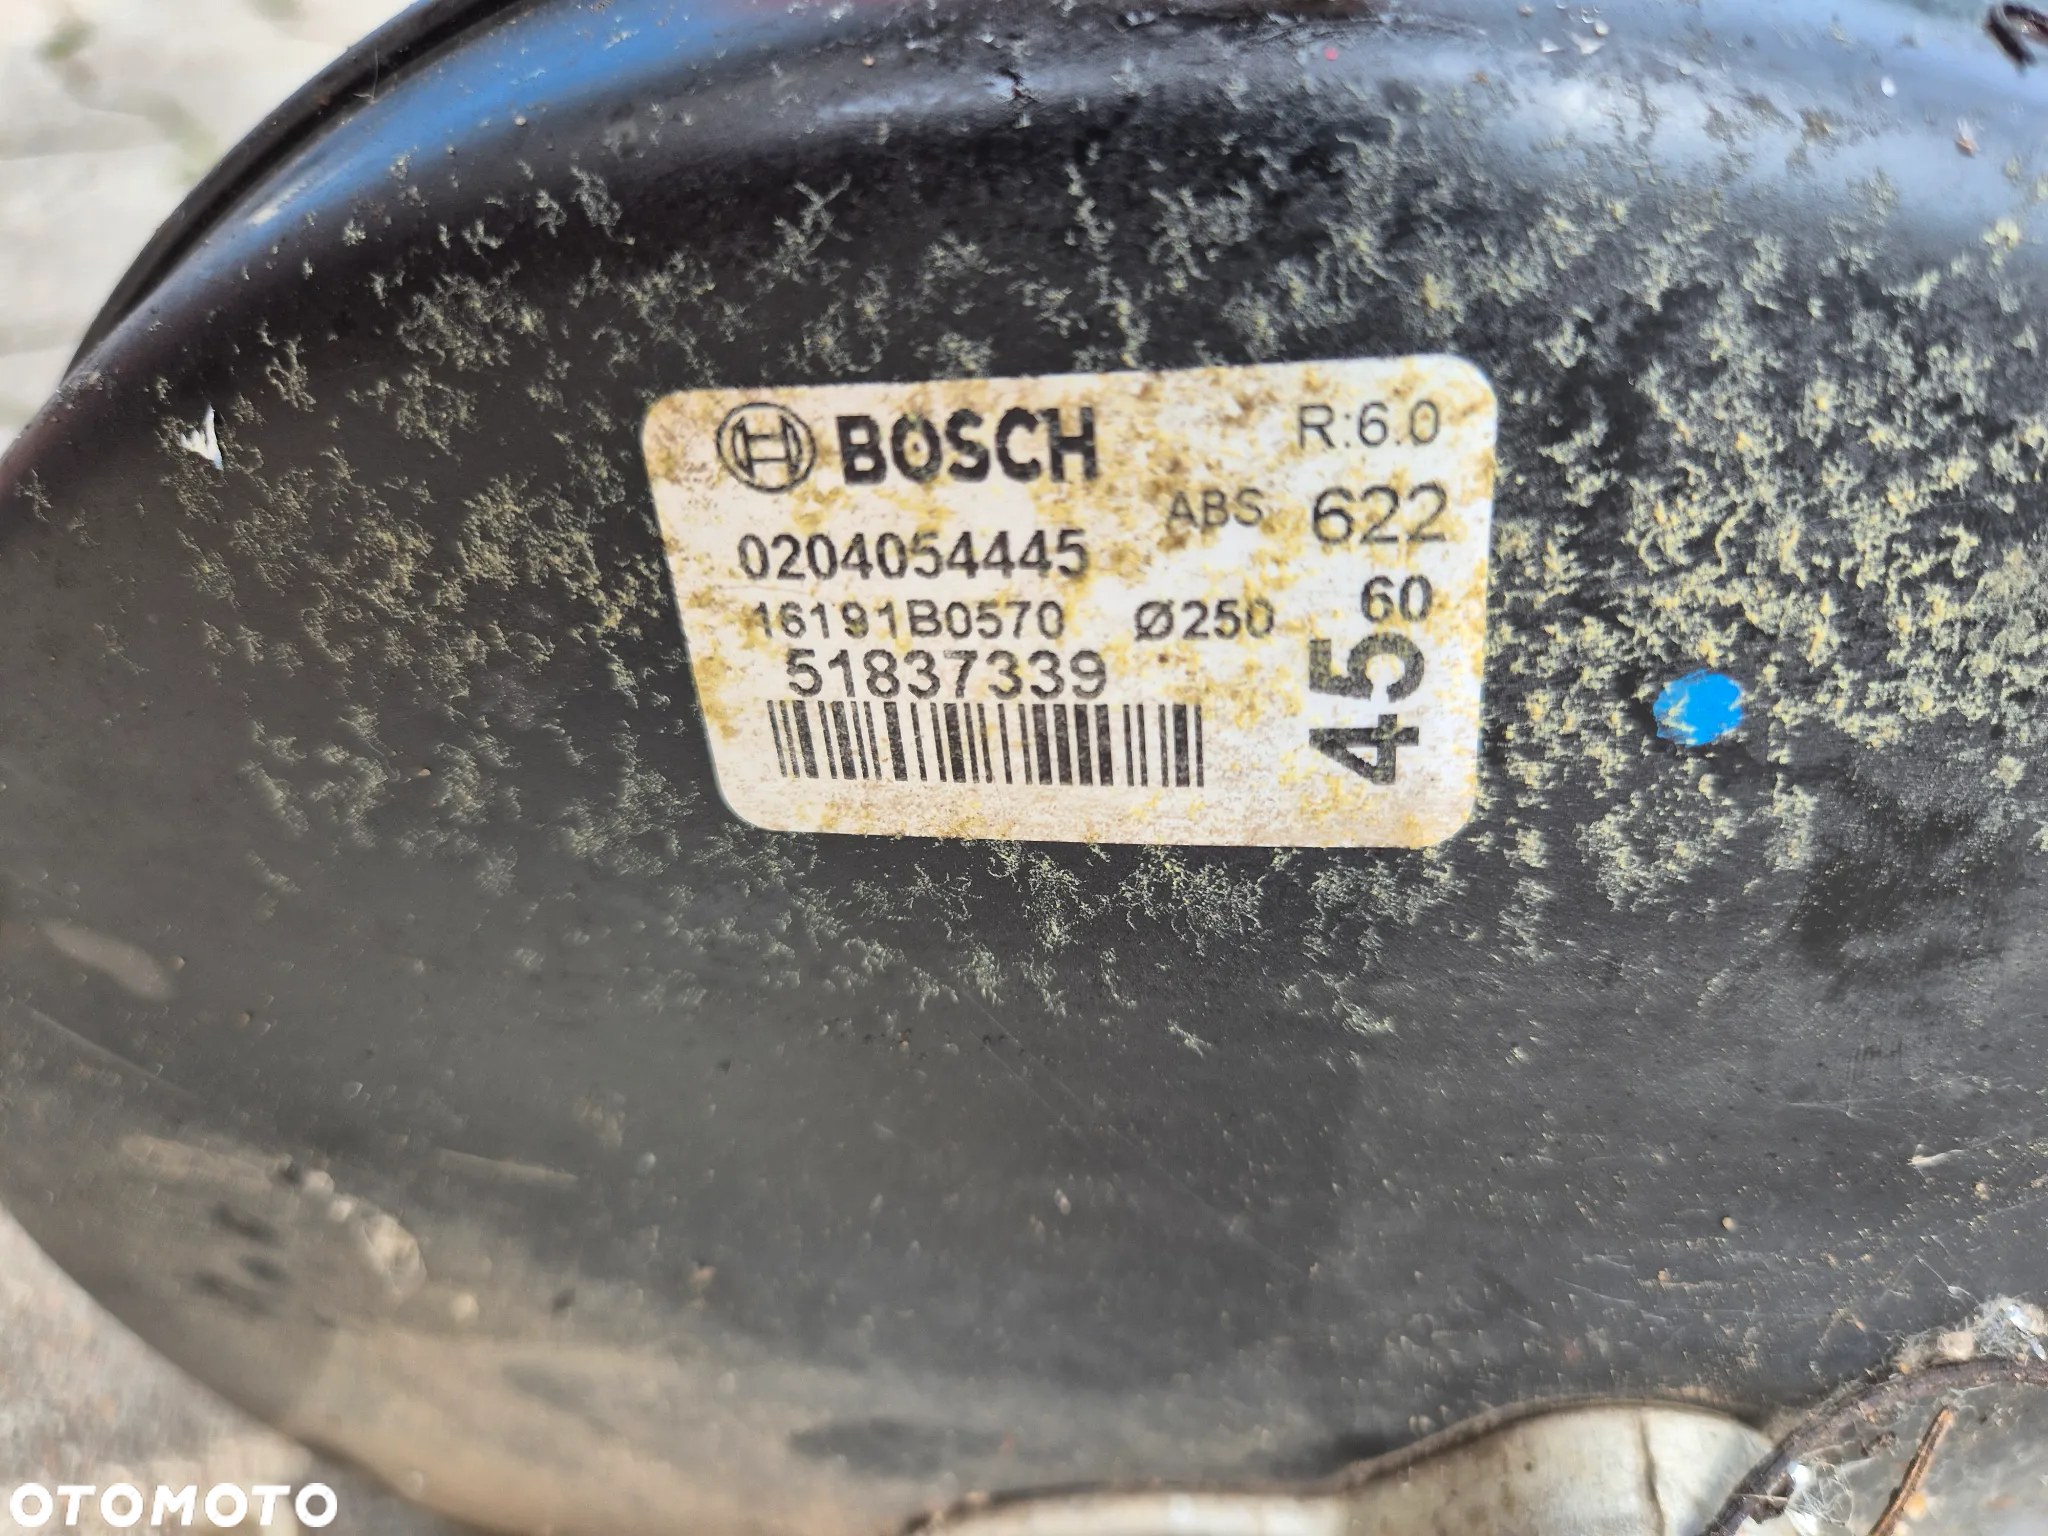 BOSCH R:6.0
ABS 622
0204054445
16191B0570 Ø250 60
51837339 45
OTOMOTO